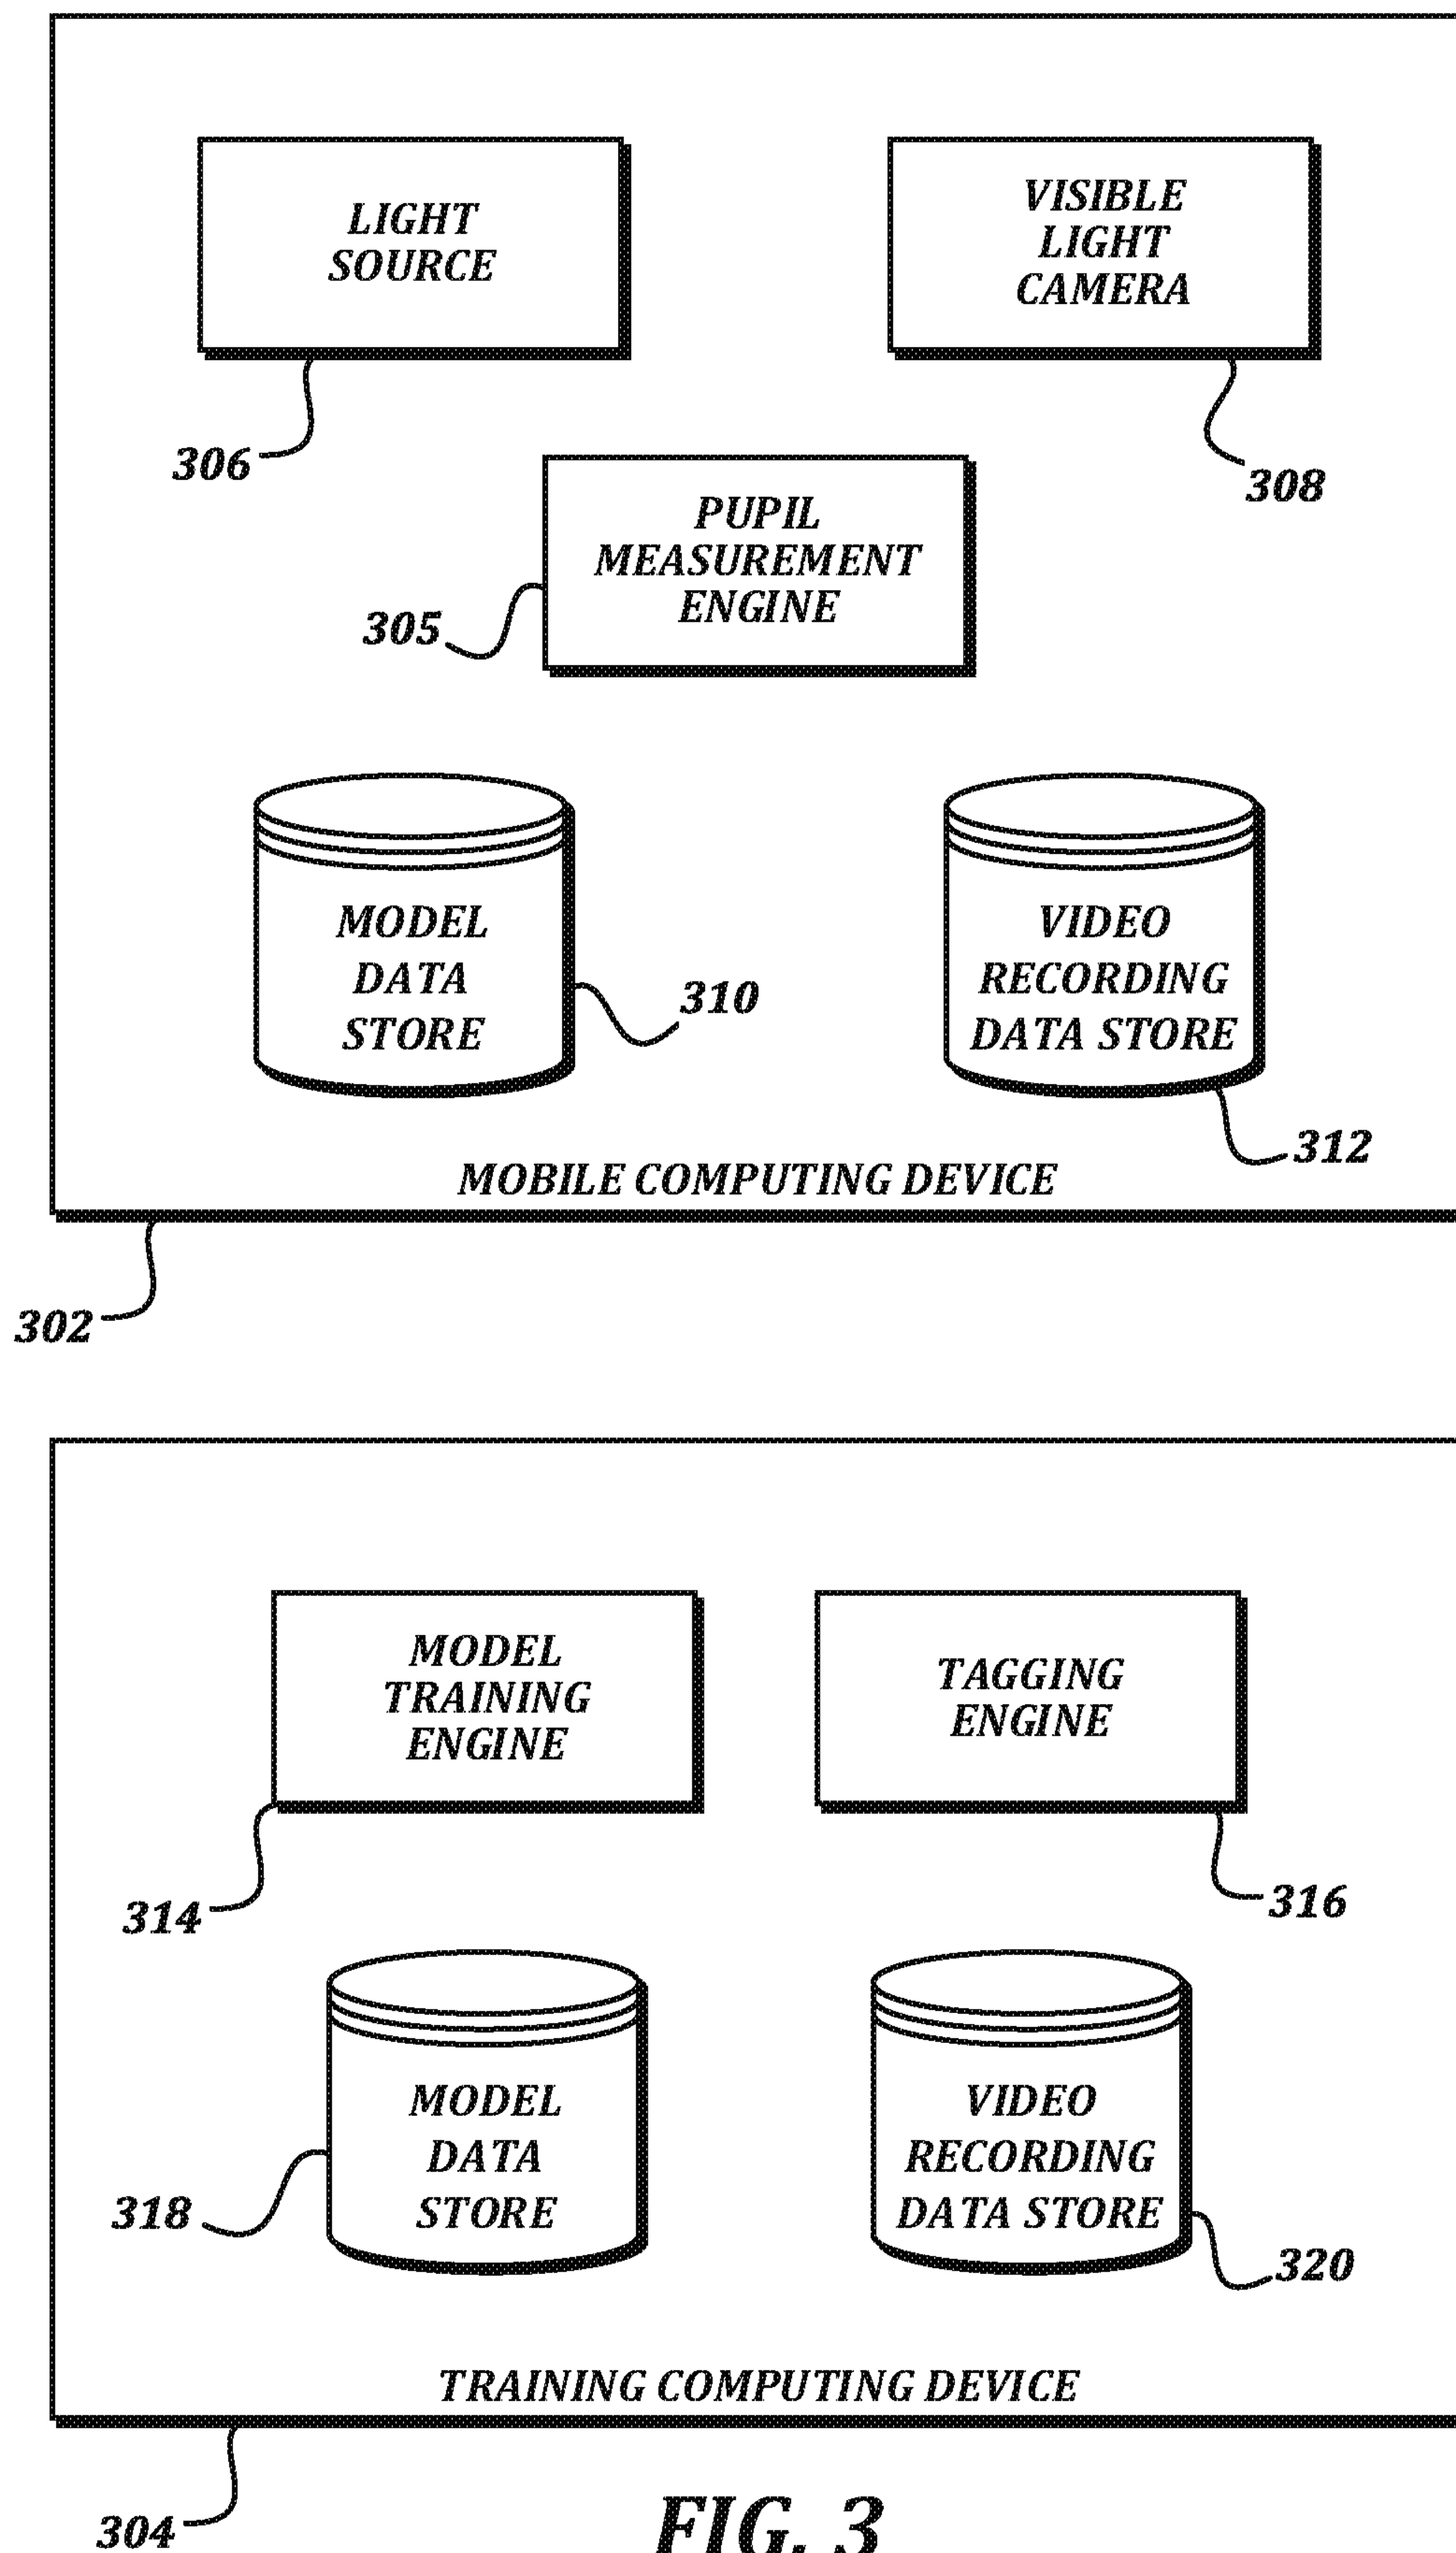 LIGHT
SOURCE
VISIBLE
LIGHT
CAMERA
306
308
PUPIL
MEASUREMENT
ENGINE
305
MODEL
DATA
STORE
310
VIDEO
RECORDING
DATA STORE
312
MOBILE COMPUTING DEVICE
302
MODEL
TRAINING
ENGINE
TAGGING
ENGINE
314
316
MODEL
DATA
STORE
318
VIDEO
RECORDING
DATA STORE
320
TRAINING COMPUTING DEVICE
304
FIG. 3